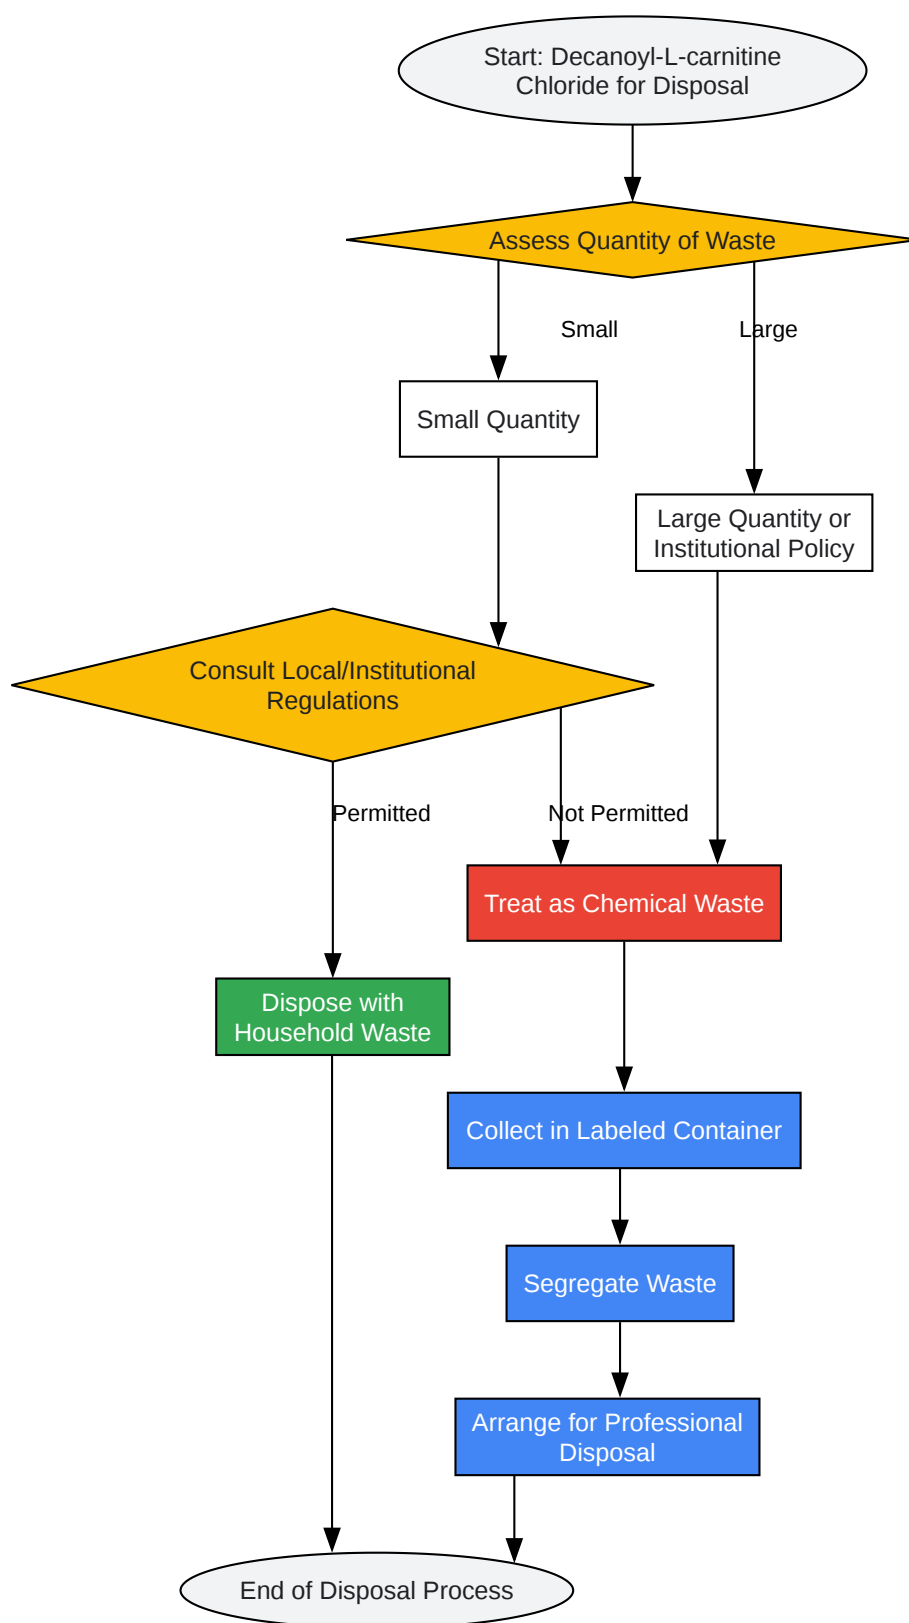 Start: Decanoyl-L-carnitine
Chloride for Disposal
Assess Quantity of Waste
Small
Large
Small Quantity
Large Quantity or
Institutional Policy
Consult Local/Institutional
Regulations
Permitted
Not Permitted
Treat as Chemical Waste
Dispose with
Household Waste
Collect in Labeled Container
Segregate Waste
Arrange for Professional
Disposal
End of Disposal Process